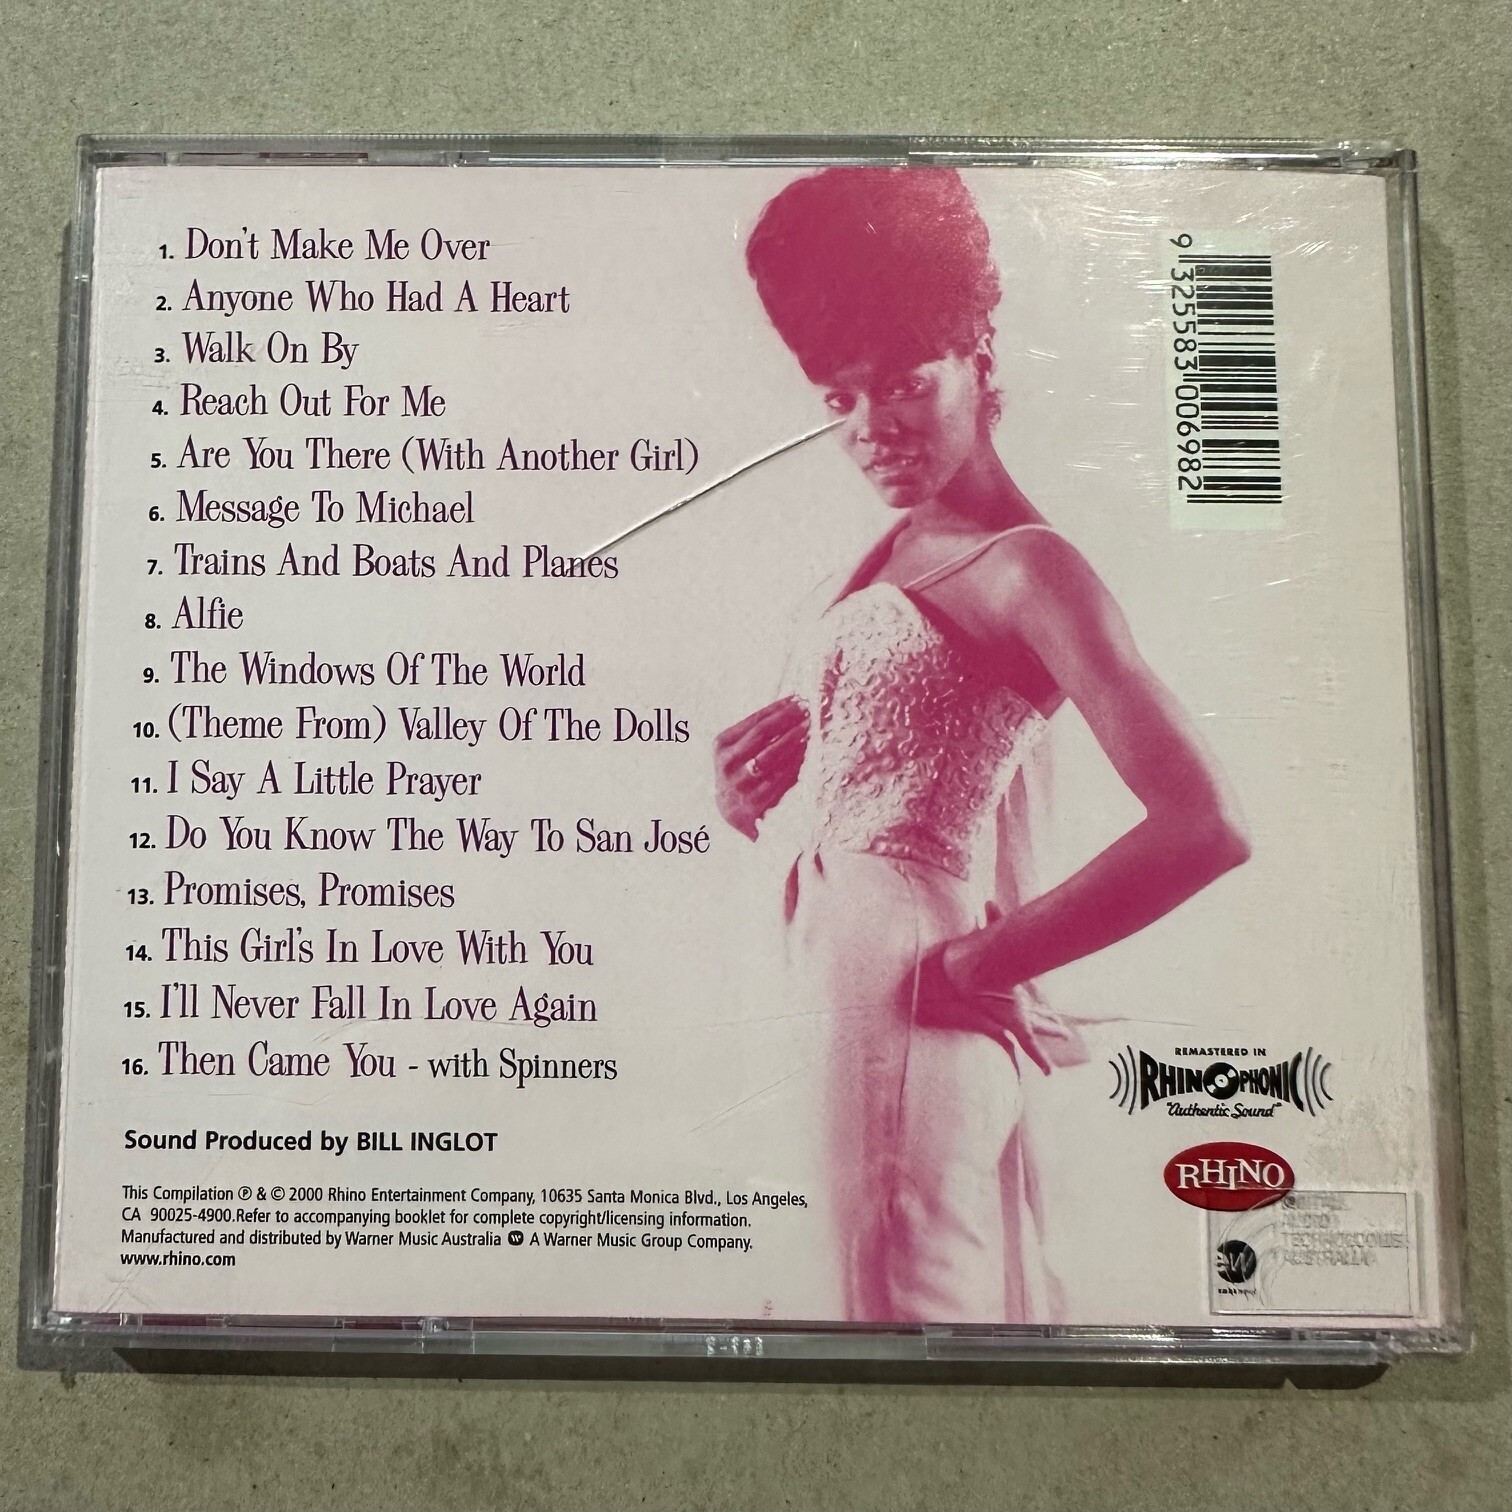 1. Don't Make Me Over
2. Anyone Who Had A Heart
3. Walk On By
4. Reach Out For Me
5. Are You There (With Another Girl)
6. Message To Michael
7. Trains And Boats And Planes
8. Alfie
9. The Windows Of The World
10. (Theme From) Valley Of The Dolls
11. I Say A Little Prayer
12. Do You Know The Way To San José
13. Promises, Promises
14. This Girl's In Love With You
15. I'll Never Fall In Love Again
16. Then Came You - with Spinners
Sound Produced by BILL INGLOT
This Compilation ℗ & © 2000 Rhino Entertainment Company, 10635 Santa Monica Blvd., Los Angeles,
CA 90025-4900.Refer to accompanying booklet for complete copyright/licensing information.
Manufactured and distributed by Warner Music Australia A Warner Music Group Company.
www.rhino.com
9 325583 006982
REMASTERED IN
RHINOPHONIC
"Authentic Sound"
RHINO
TECHNOLOGIES
AUSTRALIA